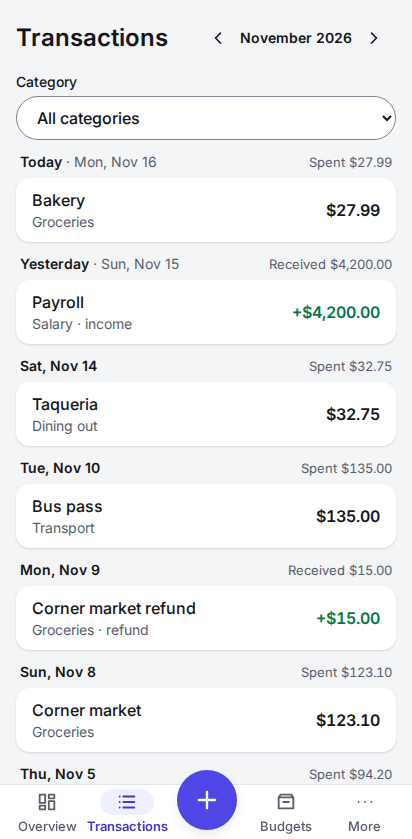 Transactions
November 2026
Category
All categories
Today · Mon, Nov 16 Spent $27.99
Bakery
Groceries
$27.99
Yesterday · Sun, Nov 15 Received $4,200.00
Payroll
Salary · income
+$4,200.00
Sat, Nov 14 Spent $32.75
Taqueria
Dining out
$32.75
Tue, Nov 10 Spent $135.00
Bus pass
Transport
$135.00
Mon, Nov 9 Received $15.00
Corner market refund
Groceries · refund
+$15.00
Sun, Nov 8 Spent $123.10
Corner market
Groceries
$123.10
Thu, Nov 5 Spent $94.20
Overview Transactions Budgets More